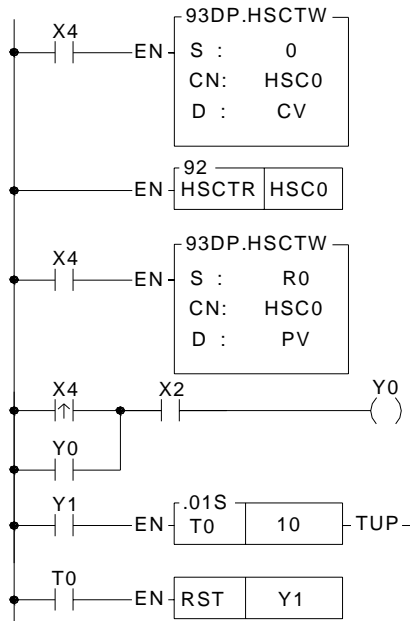 93DP.HSCTW
X4
EN
S : 0
CN: HSC0
D : CV
92
EN
HSCTR HSC0
93DP.HSCTW
X4
EN
S : R0
CN: HSC0
D : PV
X4 X2 Y0
Y0
Y1
.01S
EN
T0 10
TUP
T0
EN
RST Y1